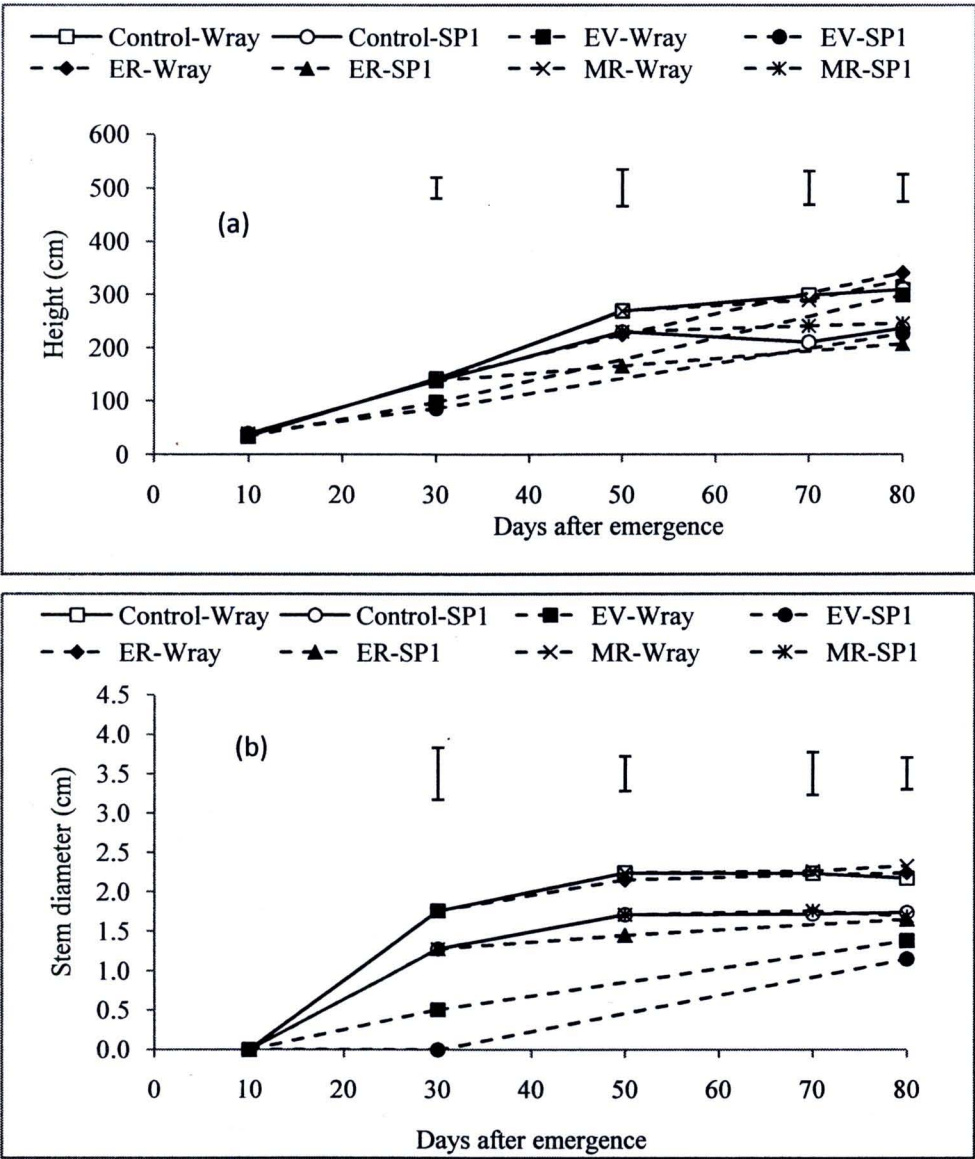 Control-Wray Control-SP1 EV-Wray EV-SP1
ER-Wray ER-SP1 MR-Wray MR-SP1
600
500
400
300
200
100
0
Height (cm)
(a)
0 10 20 30 40 50 60 70 80
Days after emergence
Control-Wray Control-SP1 EV-Wray EV-SP1
ER-Wray ER-SP1 MR-Wray MR-SP1
4.5
4.0
3.5
3.0
2.5
2.0
1.5
1.0
0.5
0.0
Stem diameter (cm)
(b)
0 10 20 30 40 50 60 70 80
Days after emergence